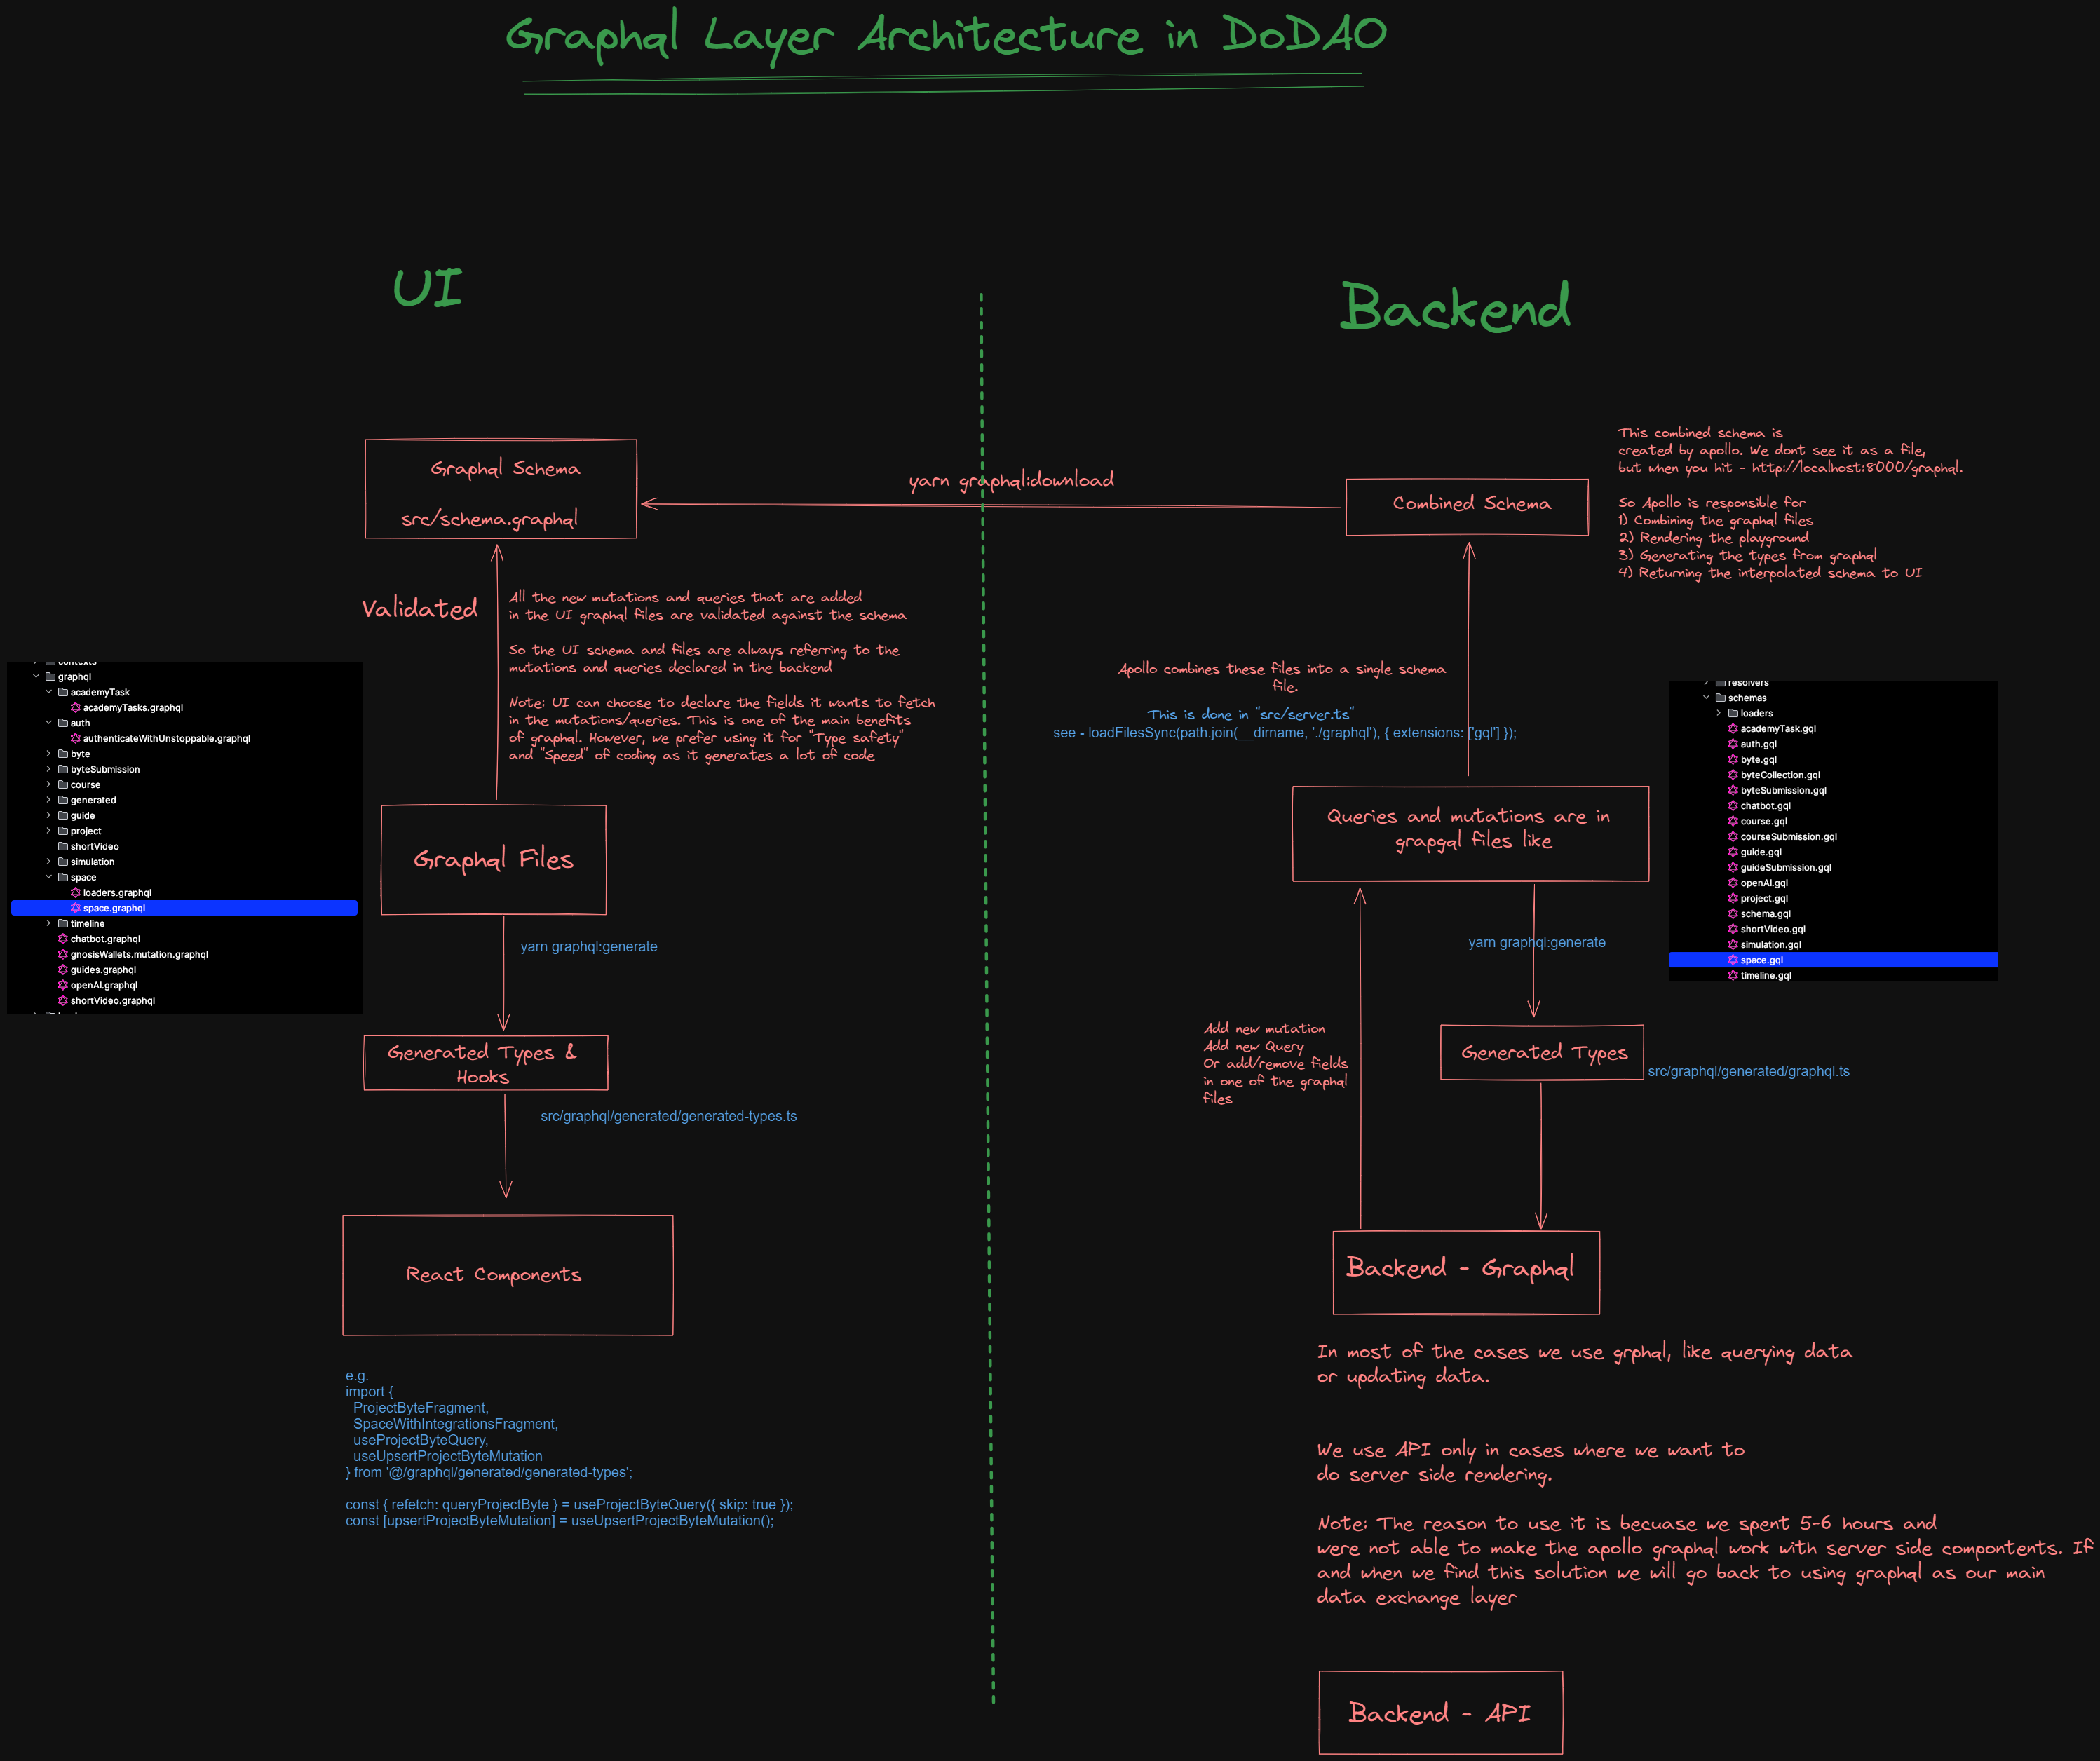 Graphql Layer Architecture in DoDAO
UI
Backend
Graphql Schema
src/schema.graphql
yarn graphql:download
Combined Schema
This combined schema is
created by apollo. We dont see it as a file,
but when you hit - http://localhost:8000/graphql.
So Apollo is responsible for
1) Combining the graphql files
2) Rendering the playground
3) Generating the types from graphql
4) Returning the interpolated schema to UI
Validated
All the new mutations and queries that are added
in the UI graphql files are validated against the schema
So the UI schema and files are always referring to the
mutations and queries declared in the backend
Note: UI can choose to declare the fields it wants to fetch
in the mutations/queries. This is one of the main benefits
of graphql. However, we prefer using it for "Type safety"
and "Speed" of coding as it generates a lot of code
contexts
graphql
academyTask
academyTasks.graphql
auth
authenticateWithUnstoppable.graphql
byte
byteSubmission
course
generated
guide
project
shortVideo
simulation
space
loaders.graphql
space.graphql
timeline
chatbot.graphql
gnosisWallets.mutation.graphql
guides.graphql
openAI.graphql
shortVideo.graphql
Graphql Files
yarn graphql:generate
Generated Types &
Hooks
src/graphql/generated/generated-types.ts
React Components
e.g.
import {
ProjectByteFragment,
SpaceWithIntegrationsFragment,
useProjectByteQuery,
useUpsertProjectByteMutation
} from '@/graphql/generated/generated-types';
const { refetch: queryProjectByte } = useProjectByteQuery({ skip: true });
const [upsertProjectByteMutation] = useUpsertProjectByteMutation();
Apollo combines these files into a single schema
file.
This is done in "src/server.ts"
see - loadFilesSync(path.join(__dirname, './graphql'), { extensions: ['gql'] });
Queries and mutations are in
grapgql files like
resolvers
schemas
loaders
academyTask.gql
auth.gql
byte.gql
byteCollection.gql
byteSubmission.gql
chatbot.gql
course.gql
courseSubmission.gql
guide.gql
guideSubmission.gql
openAI.gql
project.gql
schema.gql
shortVideo.gql
simulation.gql
space.gql
timeline.gql
yarn graphql:generate
Add new mutation
Add new Query
Or add/remove fields
in one of the graphql
files
Generated Types
src/graphql/generated/graphql.ts
Backend - Graphql
In most of the cases we use grphql, like querying data
or updating data.
We use API only in cases where we want to
do server side rendering.
Note: The reason to use it is becuase we spent 5-6 hours and
were not able to make the apollo graphql work with server side compontents. If
and when we find this solution we will go back to using graphql as our main
data exchange layer
Backend - API